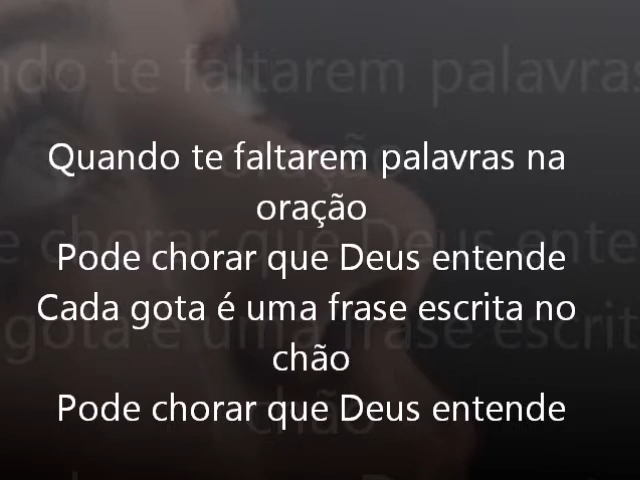 Quando te faltarem palavras na
oração
Pode chorar que Deus entende
Cada gota é uma frase escrita no
chão
Pode chorar que Deus entende